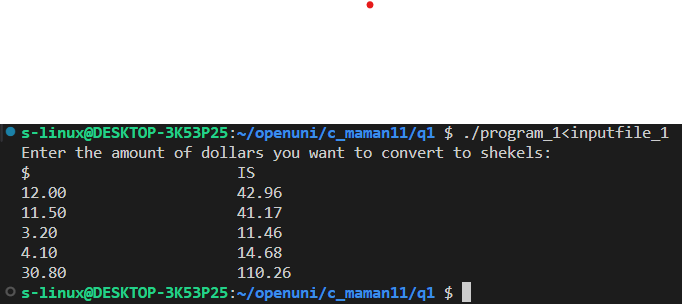 s-linux@DESKTOP-3K53P25:~/openuni/c_maman11/q1 $ ./program_1<inputfile_1
Enter the amount of dollars you want to convert to shekels:
$ IS
12.00 42.96
11.50 41.17
3.20 11.46
4.10 14.68
30.80 110.26
s-linux@DESKTOP-3K53P25:~/openuni/c_maman11/q1 $